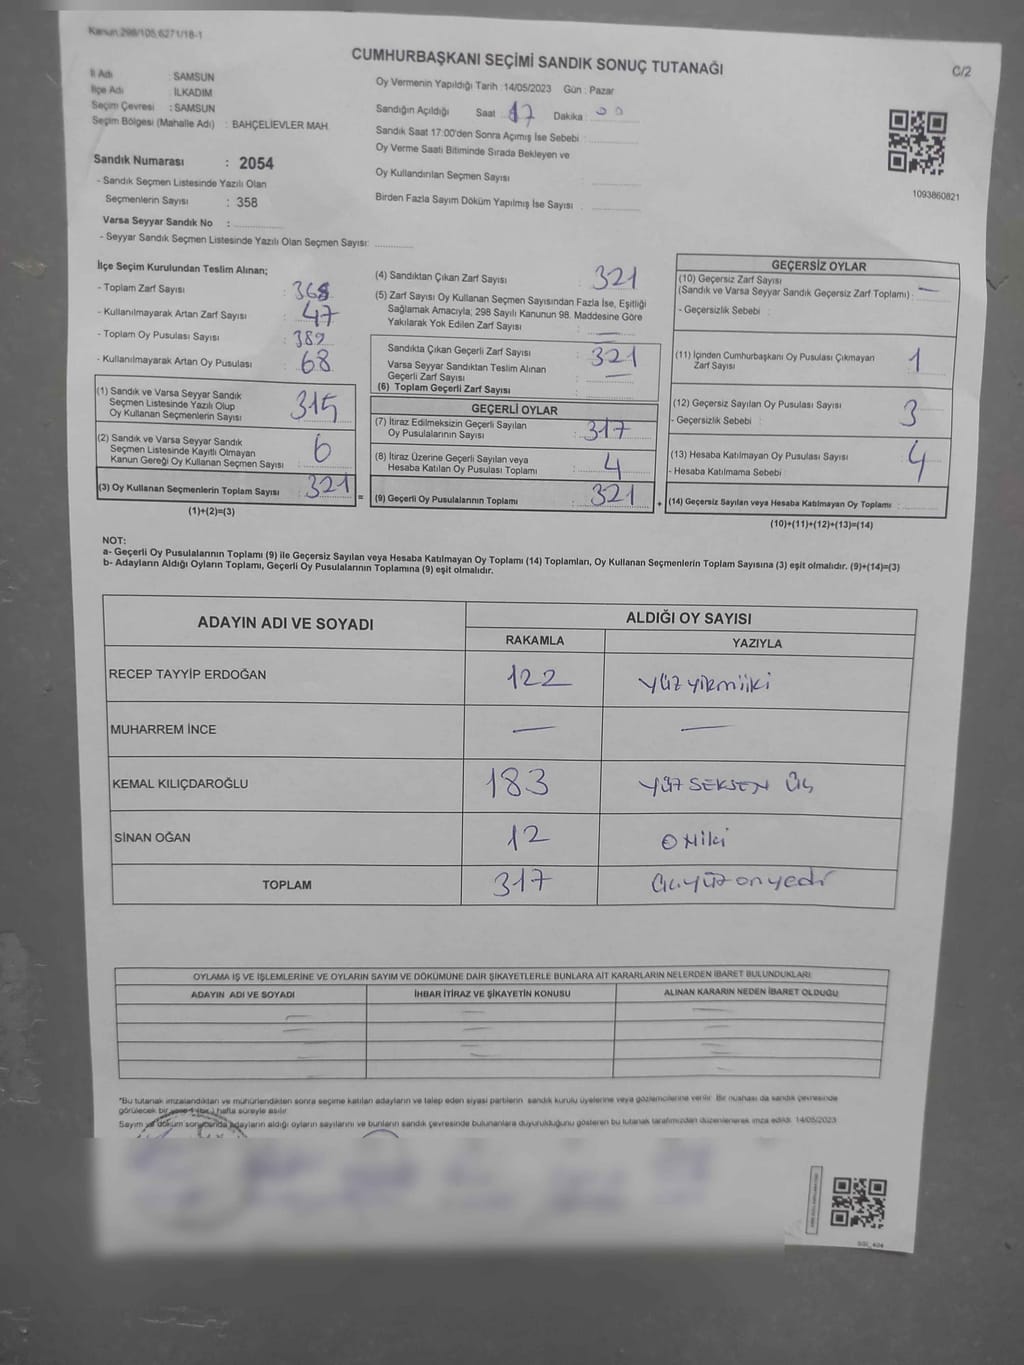 Kanun.298/105,6271/18-1
CUMHURBAŞKANI SEÇİMİ SANDIK SONUÇ TUTANAĞI
C/2
İl Adı : SAMSUN
İlçe Adı : İLKADIM
Seçim Çevresi : SAMSUN
Seçim Bölgesi (Mahalle Adı) : BAHÇELİEVLER MAH.
Sandık Numarası : 2054
- Sandık Seçmen Listesinde Yazılı Olan
Seçmenlerin Sayısı : 358
Varsa Seyyar Sandık No :
- Seyyar Sandık Seçmen Listesinde Yazılı Olan Seçmen Sayısı:
Oy Vermenin Yapıldığı Tarih :14/05/2023 Gün : Pazar
Sandığın Açıldığı Saat : 17 Dakika : 00
Sandık Saat 17:00'den Sonra Açımış İse Sebebi :
Oy Verme Saati Bitiminde Sırada Bekleyen ve
Oy Kullandırılan Seçmen Sayısı
Birden Fazla Sayım Döküm Yapılmış İse Sayısı :
1093860821
İlçe Seçim Kurulundan Teslim Alınan;
- Toplam Zarf Sayısı : 368
- Kullanılmayarak Artan Zarf Sayısı : 47
- Toplam Oy Pusulası Sayısı : 382
- Kullanılmayarak Artan Oy Pusulası : 68
(1) Sandık ve Varsa Seyyar Sandık
Seçmen Listesinde Yazılı Olup
Oy Kullanan Seçmenlerin Sayısı : 315
(2) Sandık ve Varsa Seyyar Sandık
Seçmen Listesinde Kayıtlı Olmayan
Kanun Gereği Oy Kullanan Seçmen Sayısı : 6
(3) Oy Kullanan Seçmenlerin Toplam Sayısı : 321
(1)+(2)=(3)
(4) Sandıktan Çıkan Zarf Sayısı : 321
(5) Zarf Sayısı Oy Kullanan Seçmen Sayısından Fazla İse, Eşitliği
Sağlamak Amacıyla; 298 Sayılı Kanunun 98. Maddesine Göre
Yakılarak Yok Edilen Zarf Sayısı : —
Sandıkta Çıkan Geçerli Zarf Sayısı : 321
Varsa Seyyar Sandıktan Teslim Alınan
Geçerli Zarf Sayısı : —
(6) Toplam Geçerli Zarf Sayısı :
GEÇERLİ OYLAR
(7) İtiraz Edilmeksizin Geçerli Sayılan
Oy Pusulalarının Sayısı : 317
(8) İtiraz Üzerine Geçerli Sayılan veya
Hesaba Katılan Oy Pusulası Toplamı : 4
= (9) Geçerli Oy Pusulalarının Toplamı : 321
GEÇERSİZ OYLAR
(10) Geçersiz Zarf Sayısı
(Sandık ve Varsa Seyyar Sandık Geçersiz Zarf Toplamı) : —
- Geçersizlik Sebebi :
(11) İçinden Cumhurbaşkanı Oy Pusulası Çıkmayan
Zarf Sayısı : 1
(12) Geçersiz Sayılan Oy Pusulası Sayısı : 3
- Geçersizlik Sebebi :
(13) Hesaba Katılmayan Oy Pusulası Sayısı : 4
- Hesaba Katılmama Sebebi :
+ (14) Geçersiz Sayılan veya Hesaba Katılmayan Oy Toplamı :
(10)+(11)+(12)+(13)=(14)
NOT:
a- Geçerli Oy Pusulalarının Toplamı (9) ile Geçersiz Sayılan veya Hesaba Katılmayan Oy Toplamı (14) Toplamları, Oy Kullanan Seçmenlerin Toplam Sayısına (3) eşit olmalıdır. (9)+(14)=(3)
b- Adayların Aldığı Oyların Toplamı, Geçerli Oy Pusulalarının Toplamına (9) eşit olmalıdır.
ADAYIN ADI VE SOYADI ALDIĞI OY SAYISI
RAKAMLA YAZIYLA
RECEP TAYYİP ERDOĞAN 122 Yüz yirmiiki
MUHARREM İNCE — —
KEMAL KILIÇDAROĞLU 183 YÜZ SEKSEN ÜÇ
SİNAN OĞAN 12 ONiki
TOPLAM 317 Üçyüz onyedi
OYLAMA İŞ VE İŞLEMLERİNE VE OYLARIN SAYIM VE DÖKÜMÜNE DAİR ŞİKAYETLERLE BUNLARA AİT KARARLARIN NELERDEN İBARET BULUNDUKLARI
ADAYIN ADI VE SOYADI İHBAR İTİRAZ VE ŞİKAYETİN KONUSU ALINAN KARARIN NEDEN İBARET OLDUĞU
*Bu tutanak imzalandıktan ve mühürlendikten sonra seçime katılan adayların ve talep eden siyasi partilerin sandık kurulu üyelerine veya gözlemcilerine verilir. Bir nüshası da sandık çevresinde
görülecek bir yere 1 (bir) hafta süreyle asılır.
Sayım ve döküm sonucunda adayların aldığı oyların sayılarını ve bunların sandık çevresinde bulunanlara duyurulduğunu gösteren bu tutanak tarafımızdan düzenlenerek imza edildi. 14/05/2023